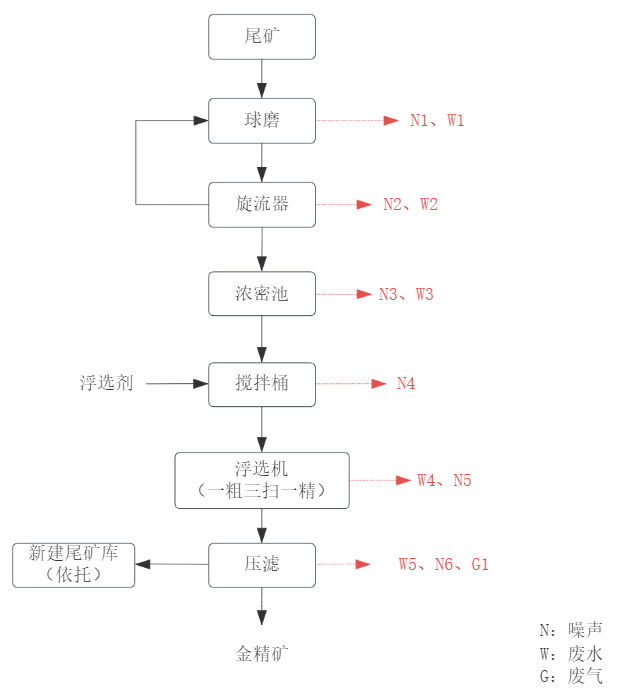 尾矿
球磨
N1、W1
旋流器
N2、W2
浓密池
N3、W3
浮选剂
搅拌桶
N4
浮选机
（一粗三扫一精）
W4、N5
新建尾矿库
（依托）
压滤
W5、N6、G1
金精矿
N: 噪声
W: 废水
G: 废气